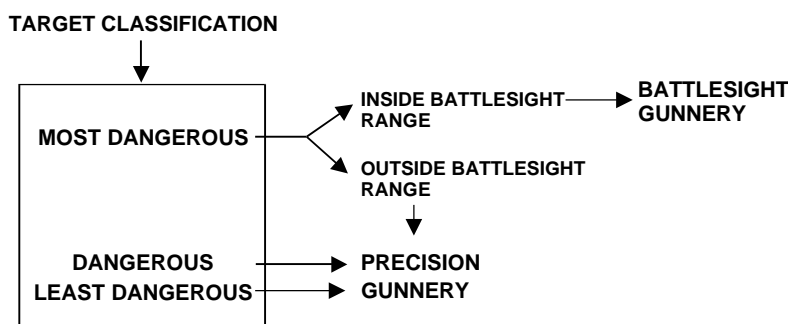 TARGET CLASSIFICATION
MOST DANGEROUS
INSIDE BATTLESIGHT
RANGE
BATTLESIGHT
GUNNERY
OUTSIDE BATTLESIGHT
RANGE
DANGEROUS
LEAST DANGEROUS
PRECISION
GUNNERY